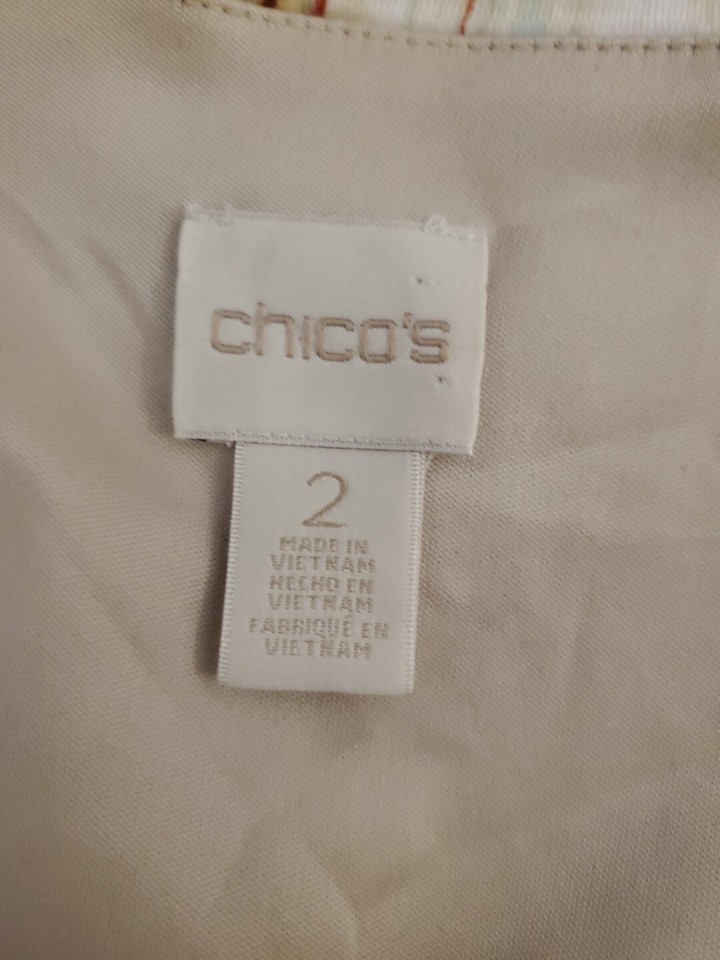 chico's
2
MADE IN
VIETNAM
HECHO EN
VIETNAM
FABRIQUÉ EN
VIETNAM